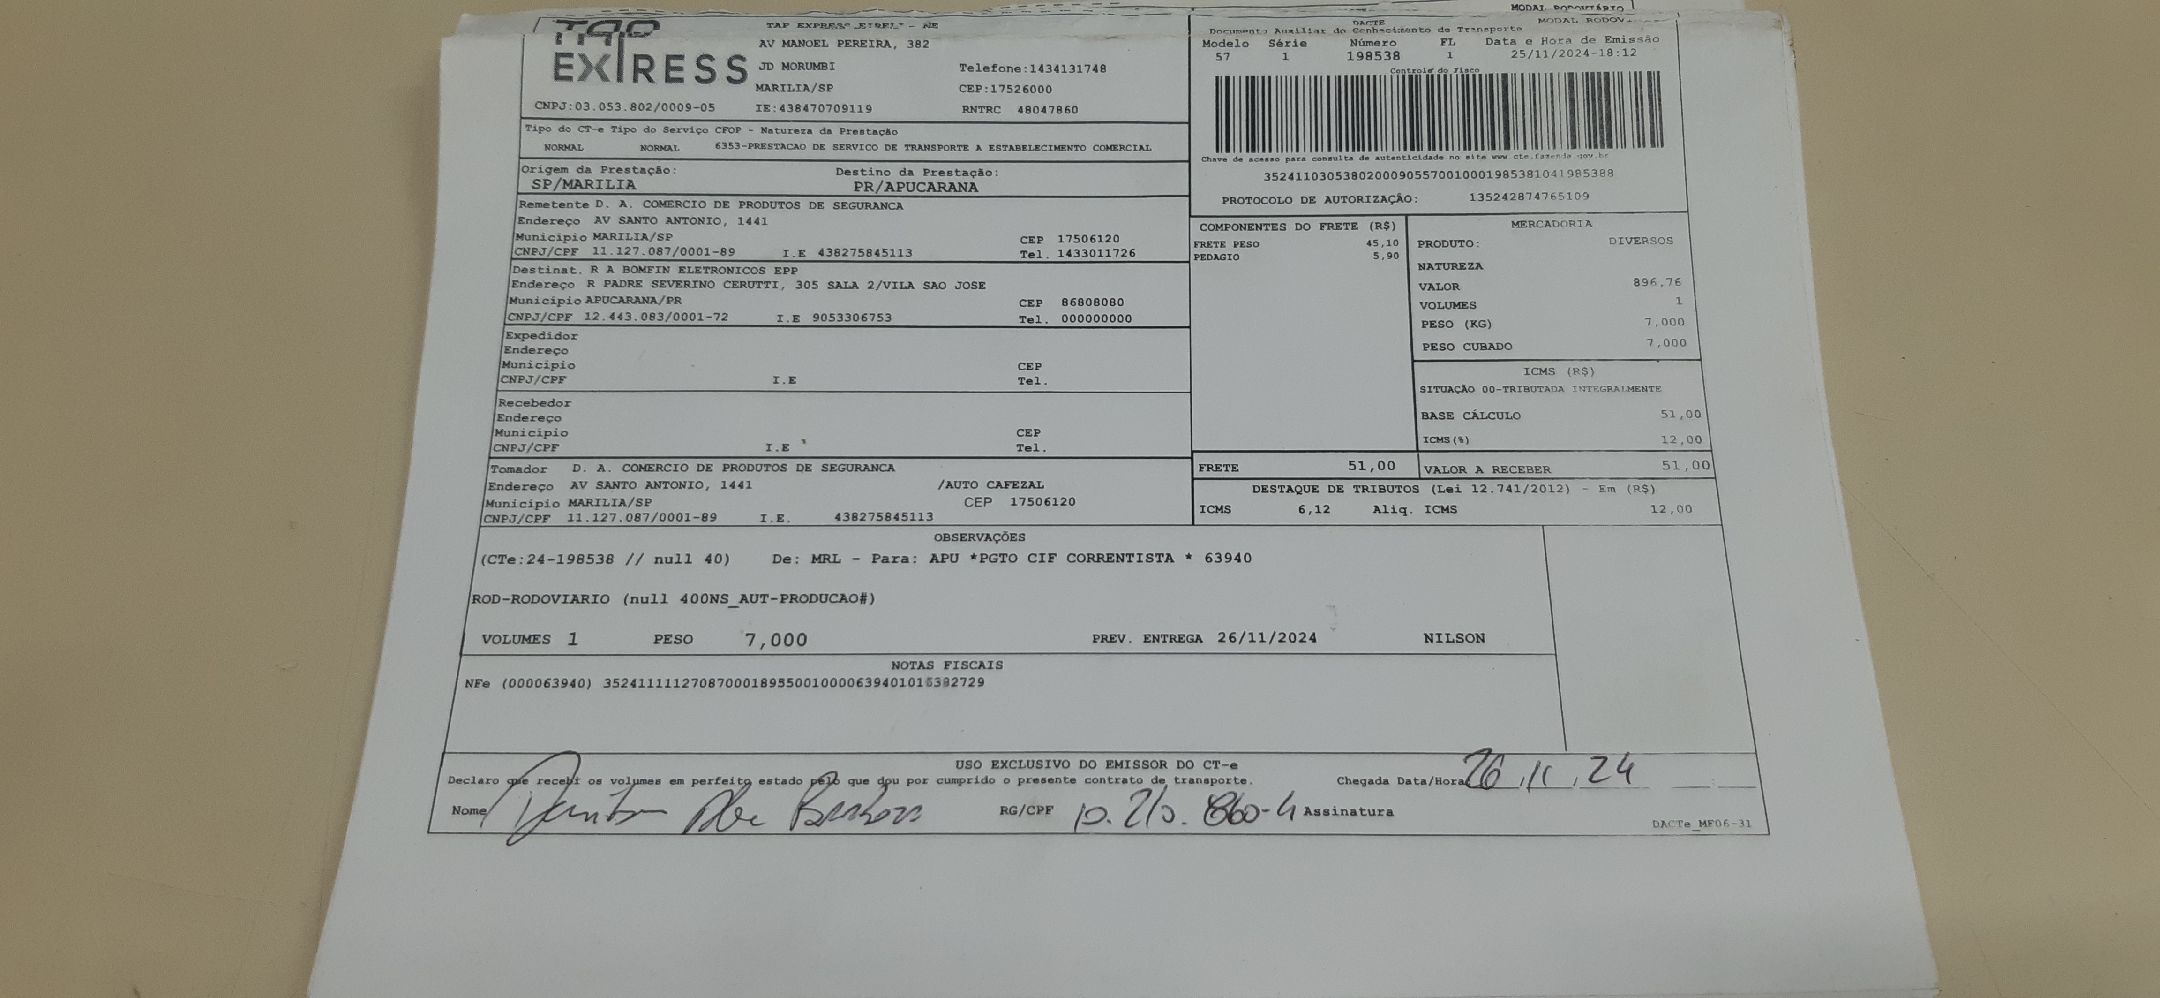 MODAL RODOVIÁRIO
TAP EXPRESS
AV MANOEL PEREIRA, 382
JD MORUMBI Telefone:1434131748
MARILIA/SP CEP:17526000
CNPJ:03.053.802/0009-05 IE:438470709119 RNTRC 48047860
DACTE MODAL RODOV
Documento Auxiliar do Conhecimento de Transporte
Modelo Série Número FL Data e Hora de Emissão
57 1 198538 1 25/11/2024-18:12
Controle do Fisco
Chave de acesso para consulta de autenticidade no site www.cte.fazenda.gov.br
35241103053802000905570010001985381041985388
PROTOCOLO DE AUTORIZAÇÃO: 135242874765109
Tipo do CT-e Tipo do Serviço CFOP - Natureza da Prestação
NORMAL NORMAL 6353-PRESTACAO DE SERVICO DE TRANSPORTE A ESTABELECIMENTO COMERCIAL
Origem da Prestação: Destino da Prestação:
SP/MARILIA PR/APUCARANA
Remetente D. A. COMERCIO DE PRODUTOS DE SEGURANCA
Endereço AV SANTO ANTONIO, 1441
Municipio MARILIA/SP CEP 17506120
CNPJ/CPF 11.127.087/0001-89 I.E 438275845113 Tel. 1433011726
Destinat. R A BOMFIN ELETRONICOS EPP
Endereço R PADRE SEVERINO CERUTTI, 305 SALA 2/VILA SAO JOSE
Municipio APUCARANA/PR CEP 86808080
CNPJ/CPF 12.443.083/0001-72 I.E 9053306753 Tel. 000000000
Expedidor
Endereço
Municipio CEP
CNPJ/CPF I.E Tel.
Recebedor
Endereço
Municipio CEP
CNPJ/CPF I.E Tel.
Tomador D. A. COMERCIO DE PRODUTOS DE SEGURANCA
Endereço AV SANTO ANTONIO, 1441 /AUTO CAFEZAL
Municipio MARILIA/SP CEP 17506120
CNPJ/CPF 11.127.087/0001-89 I.E. 438275845113
COMPONENTES DO FRETE (R$)
FRETE PESO 45,10
PEDAGIO 5,90
MERCADORIA
PRODUTO: DIVERSOS
NATUREZA
VALOR 896,76
VOLUMES 1
PESO (KG) 7,000
PESO CUBADO 7,000
ICMS (R$)
SITUAÇÃO 00-TRIBUTADA INTEGRALMENTE
BASE CÁLCULO 51,00
ICMS(%) 12,00
FRETE 51,00 VALOR A RECEBER 51,00
DESTAQUE DE TRIBUTOS (Lei 12.741/2012) - Em (R$)
ICMS 6,12 Aliq. ICMS 12,00
OBSERVAÇÕES
(CTe:24-198538 // null 40) De: MRL - Para: APU *PGTO CIF CORRENTISTA * 63940
ROD-RODOVIARIO (null 400NS_AUT-PRODUCAO#)
VOLUMES 1 PESO 7,000 PREV. ENTREGA 26/11/2024 NILSON
NOTAS FISCAIS
NFe (000063940)
USO EXCLUSIVO DO EMISSOR DO CT-e
Declaro que recebi os volumes em perfeito estado pelo que dou por cumprido o presente contrato de transporte. Chegada Data/Hora 26/11/24
Nome RG/CPF 10.210.860-4 Assinatura
DACTe_MF06-31